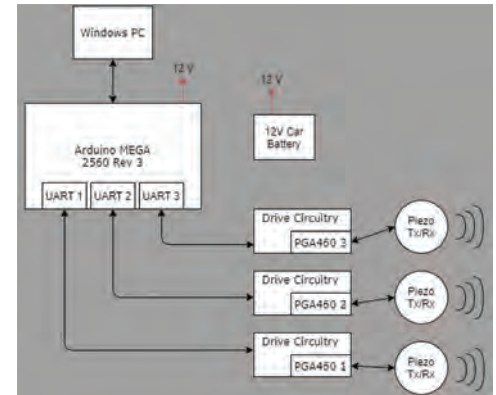 Windows PC
12 V
12 V
Arduino MEGA
2560 Rev 3
12V Car
Battery
UART 1
UART 2
UART 3
Drive Circuitry
PGA460 3
Piezo
Tx/Rx
Drive Circuitry
PGA460 2
Piezo
Tx/Rx
Drive Circuitry
PGA460 1
Piezo
Tx/Rx